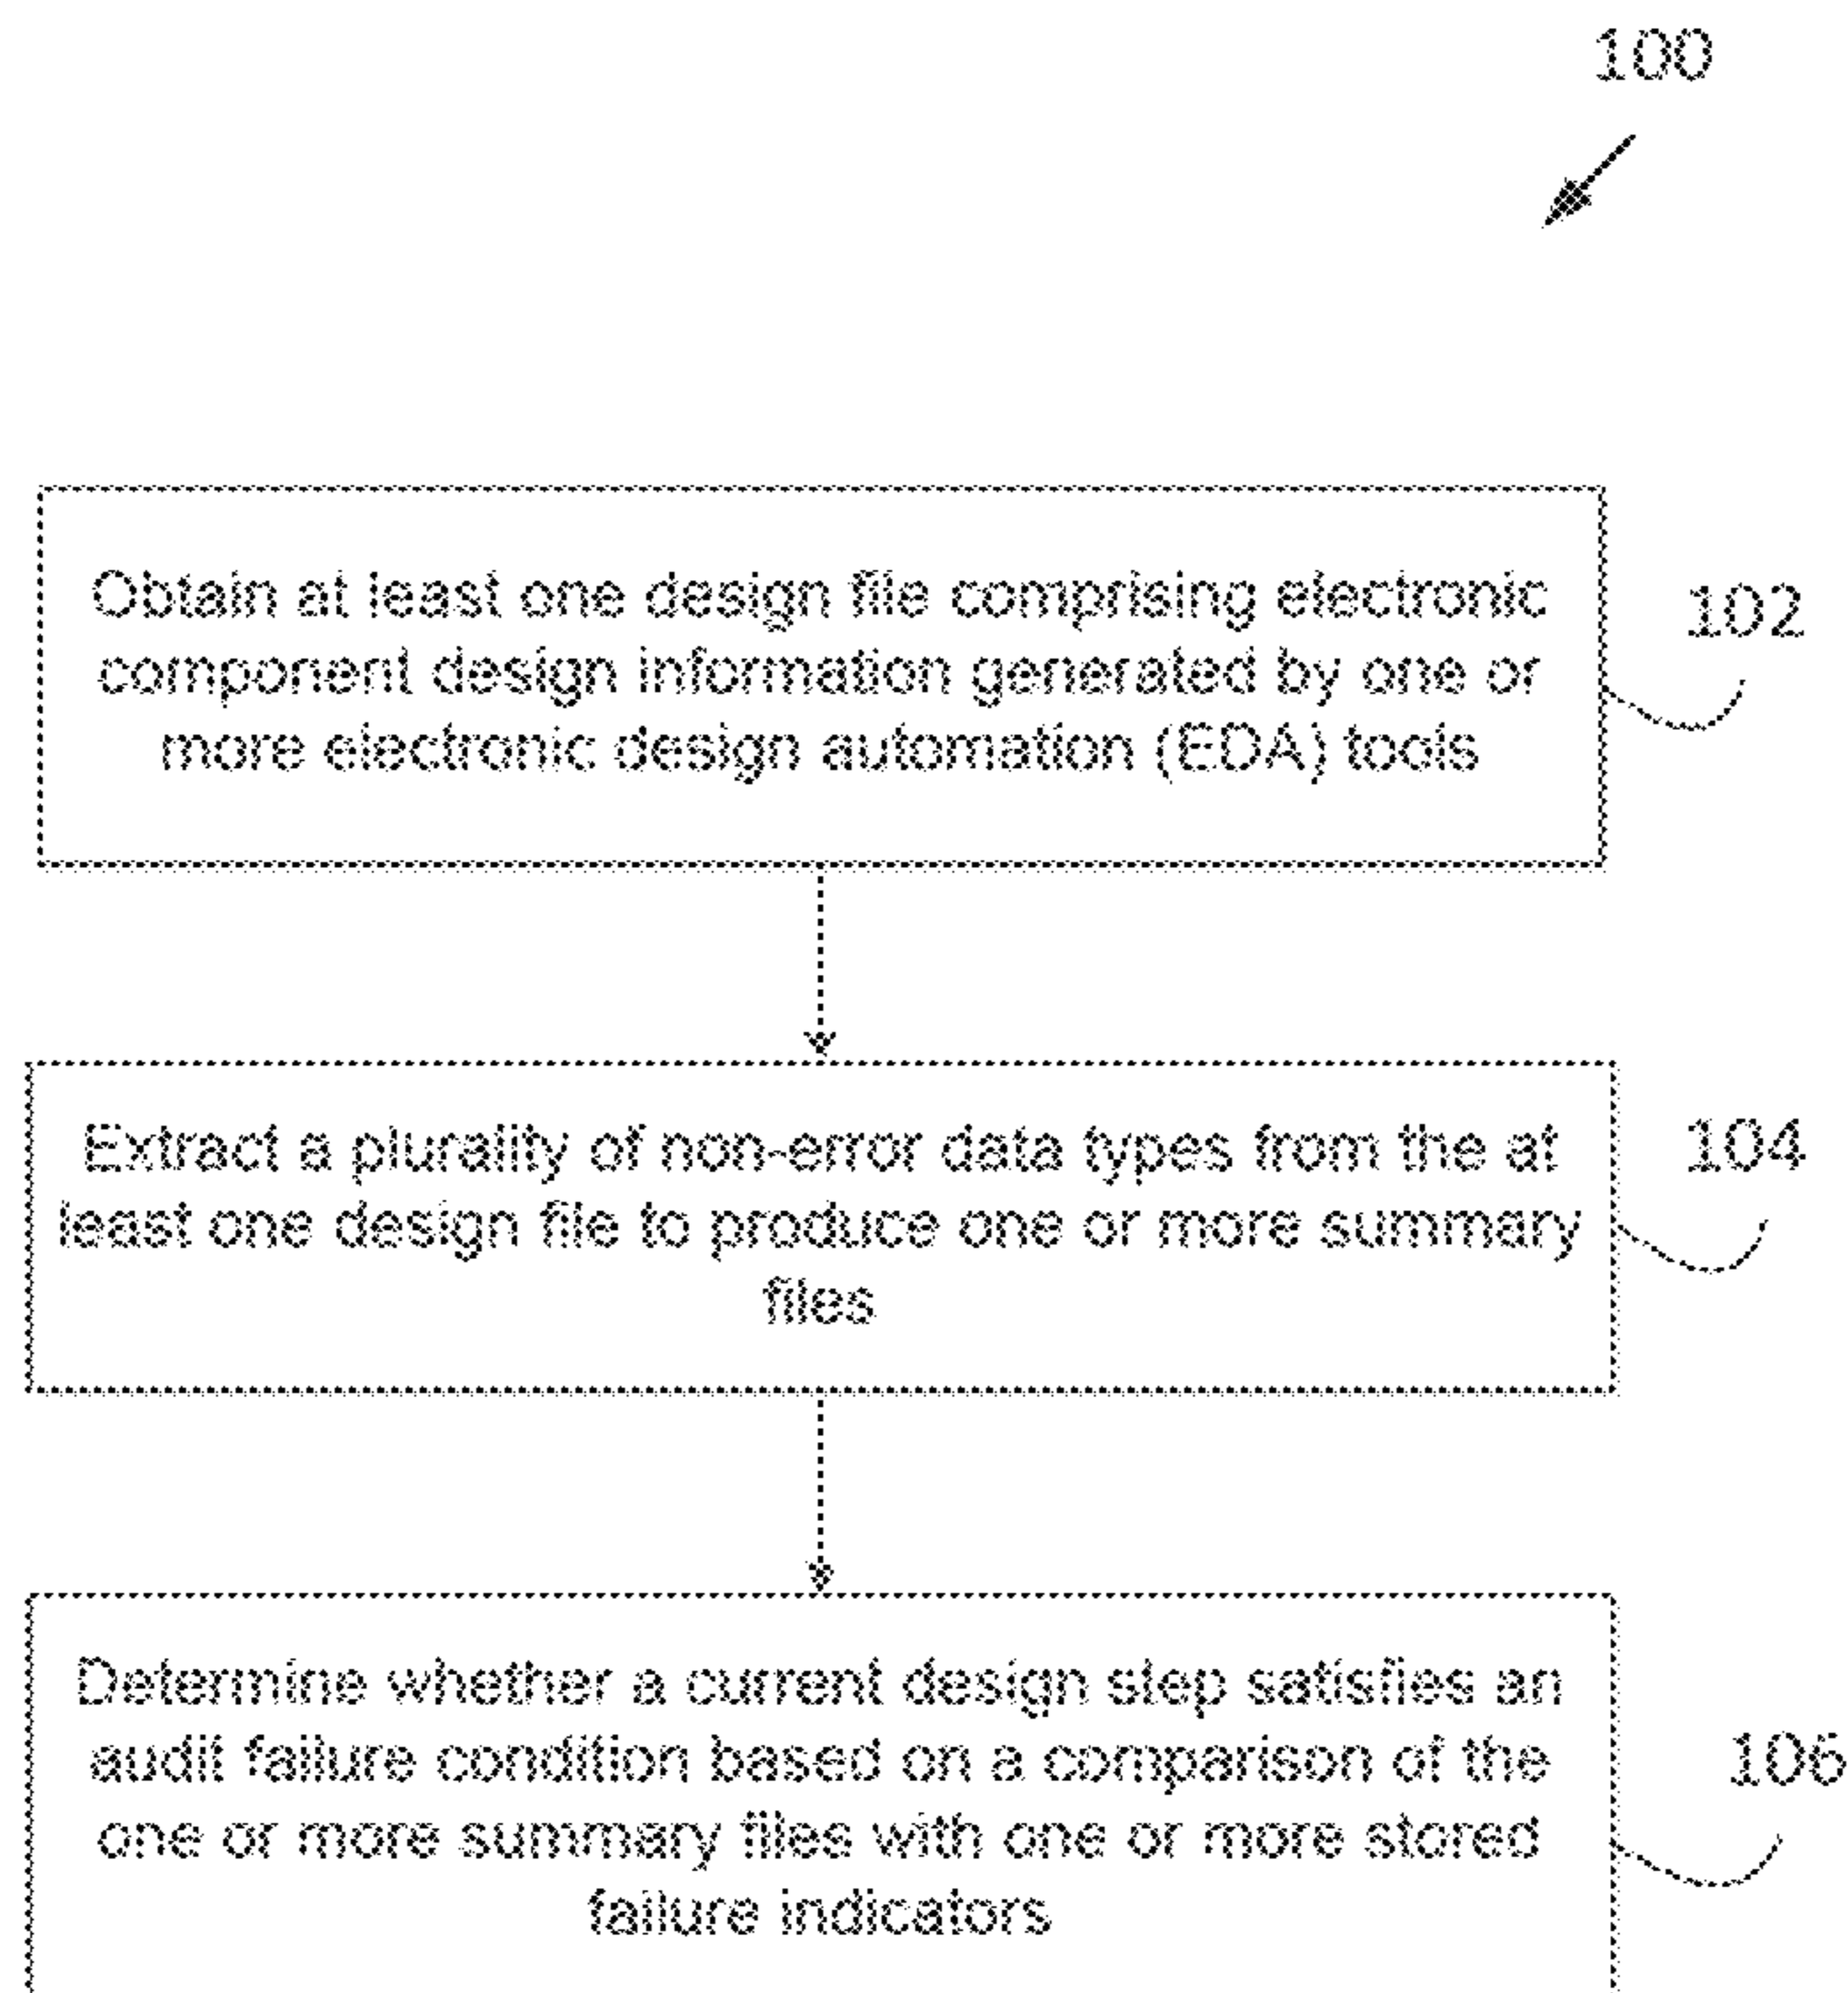 100
Obtain at least one design file comprising electronic
component design information generated by one or
more electronic design automation (EDA) tools
102
Extract a plurality of non-error data types from the at
least one design file to produce one or more summary
files
104
Determine whether a current design step satisfies an
audit failure condition based on a comparison of the
one or more summary files with one or more stored
failure indicators
106